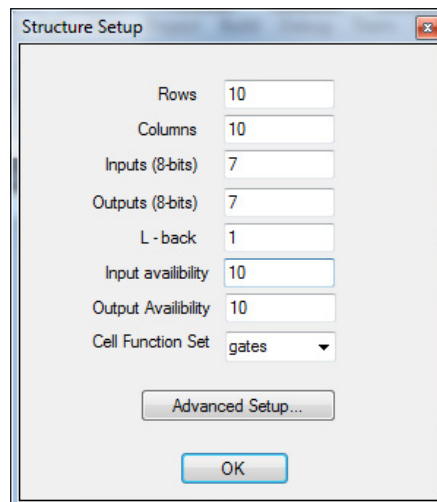 Structure Setup
Rows 10
Columns 10
Inputs (8-bits) 7
Outputs (8-bits) 7
L - back 1
Input availibility 10
Output Availibility 10
Cell Function Set gates
Advanced Setup...
OK